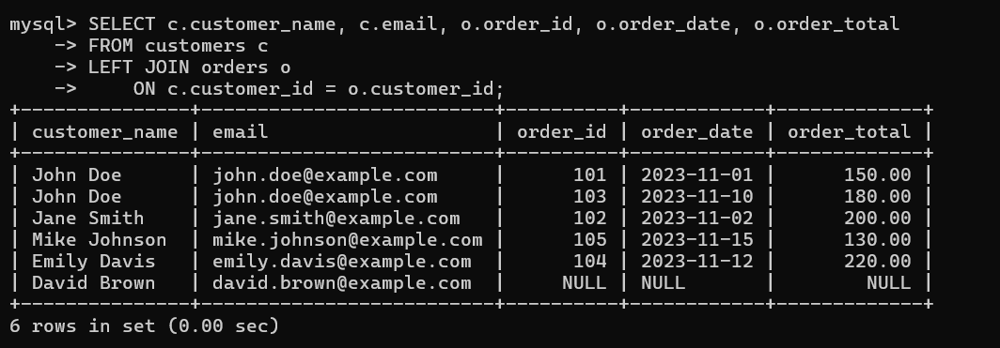 mysql> SELECT c.customer_name, c.email, o.order_id, o.order_date, o.order_total
    -> FROM customers c
    -> LEFT JOIN orders o
    ->     ON c.customer_id = o.customer_id;
+---------------+--------------------------+----------+------------+-------------+
| customer_name | email                    | order_id | order_date | order_total |
+---------------+--------------------------+----------+------------+-------------+
| John Doe      | john.doe@example.com     |      101 | 2023-11-01 |      150.00 |
| John Doe      | john.doe@example.com     |      103 | 2023-11-10 |      180.00 |
| Jane Smith    | jane.smith@example.com   |      102 | 2023-11-02 |      200.00 |
| Mike Johnson  | mike.johnson@example.com |      105 | 2023-11-15 |      130.00 |
| Emily Davis   | emily.davis@example.com  |      104 | 2023-11-12 |      220.00 |
| David Brown   | david.brown@example.com  |     NULL | NULL       |        NULL |
+---------------+--------------------------+----------+------------+-------------+
6 rows in set (0.00 sec)